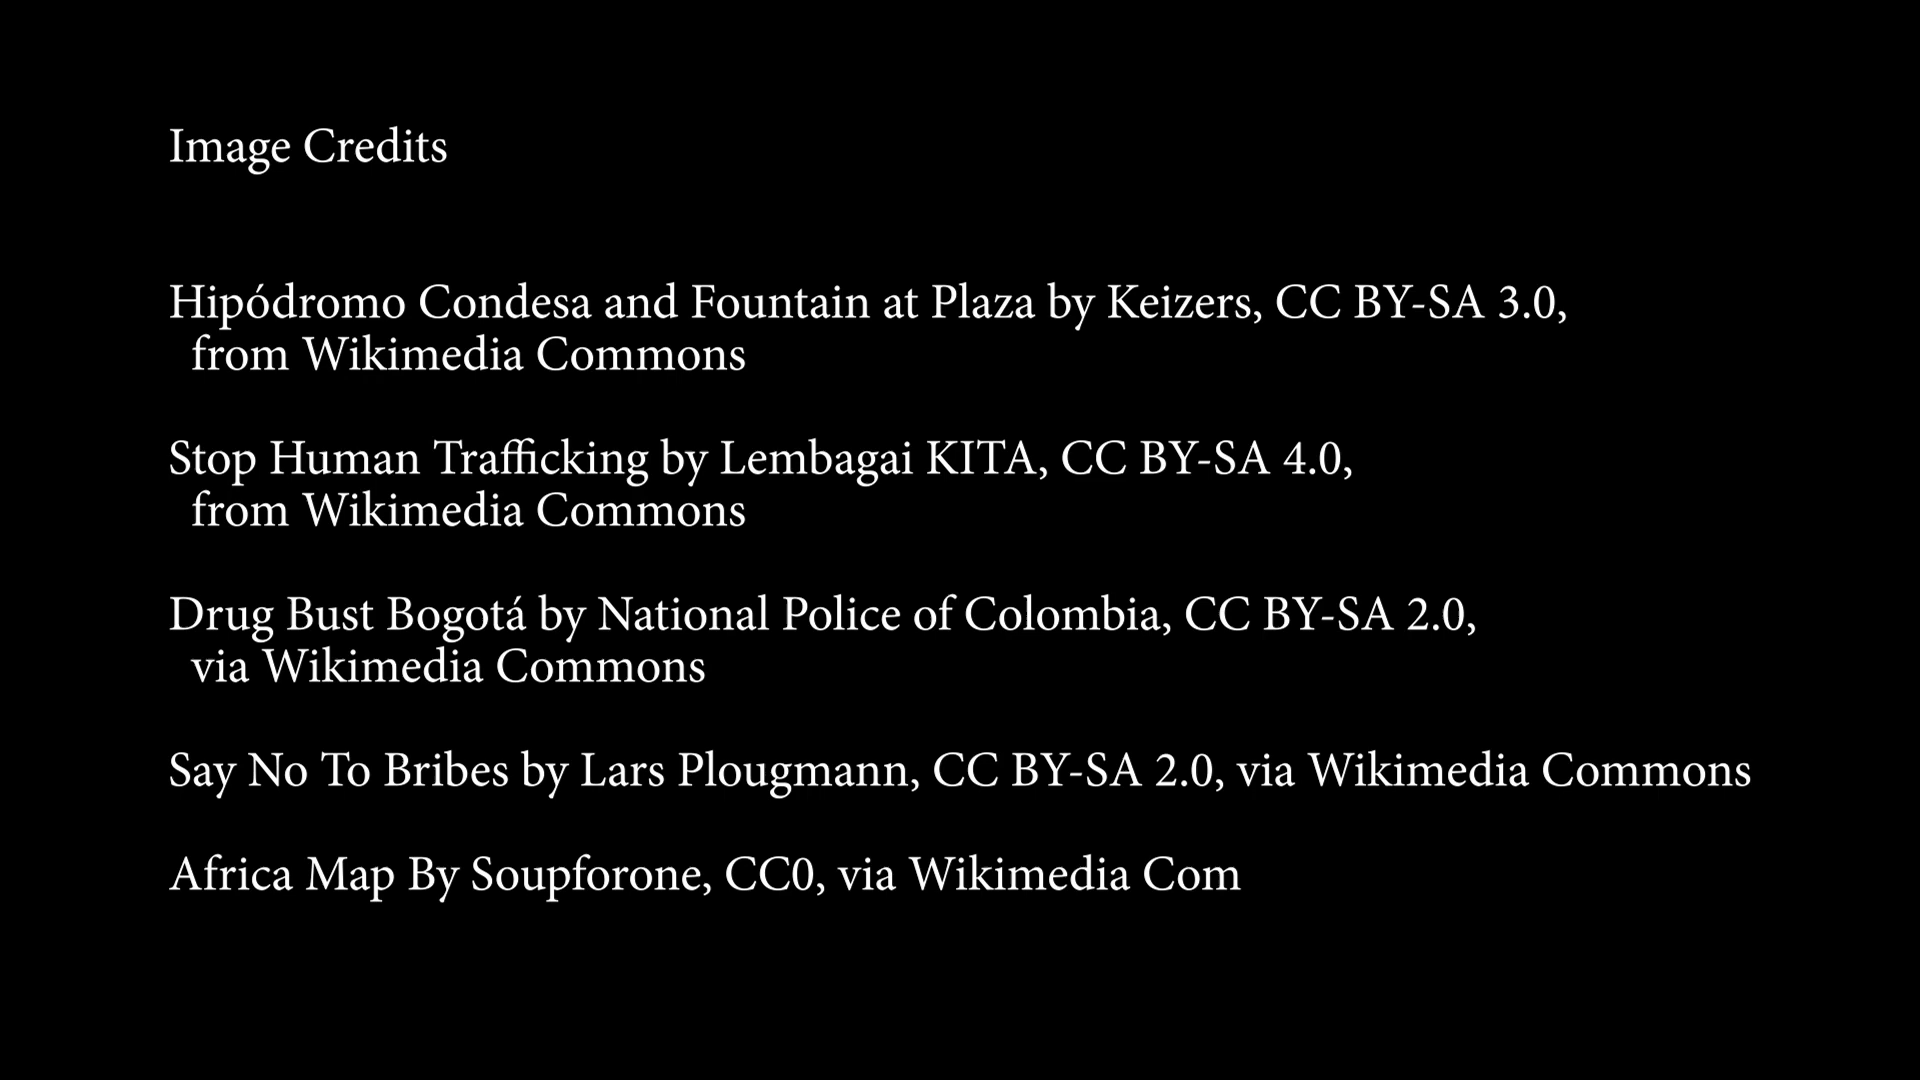 Image Credits
Hipódromo Condesa and Fountain at Plaza by Keizers, CC BY-SA 3.0,
from Wikimedia Commons
Stop Human Trafficking by Lembagai KITA, CC BY-SA 4.0,
from Wikimedia Commons
Drug Bust Bogotá by National Police of Colombia, CC BY-SA 2.0,
via Wikimedia Commons
Say No To Bribes by Lars Plougmann, CC BY-SA 2.0, via Wikimedia Commons
Africa Map By Soupforone, CC0, via Wikimedia Com